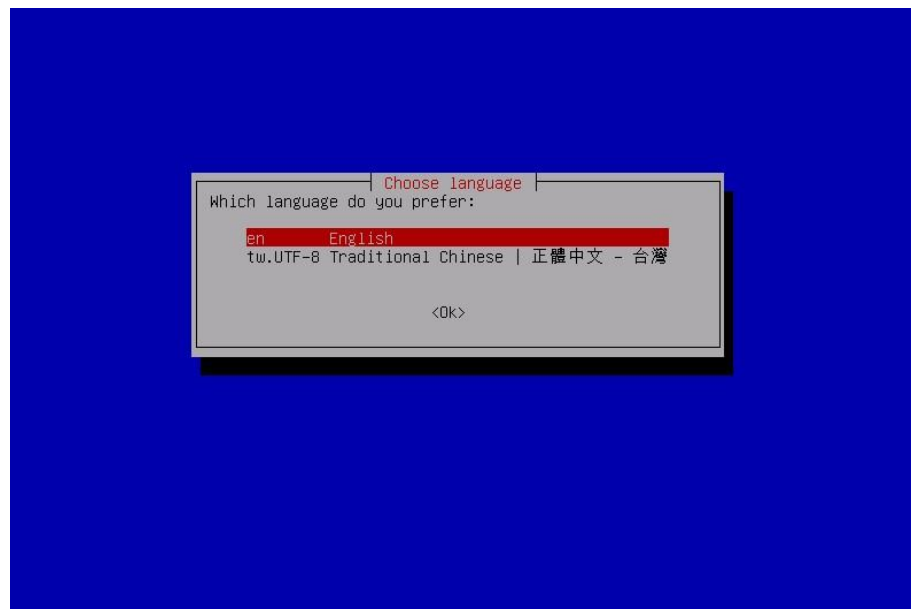 Choose language
Which language do you prefer:
en English
tw.UTF-8 Traditional Chinese | 正體中文 - 台灣
<Ok>